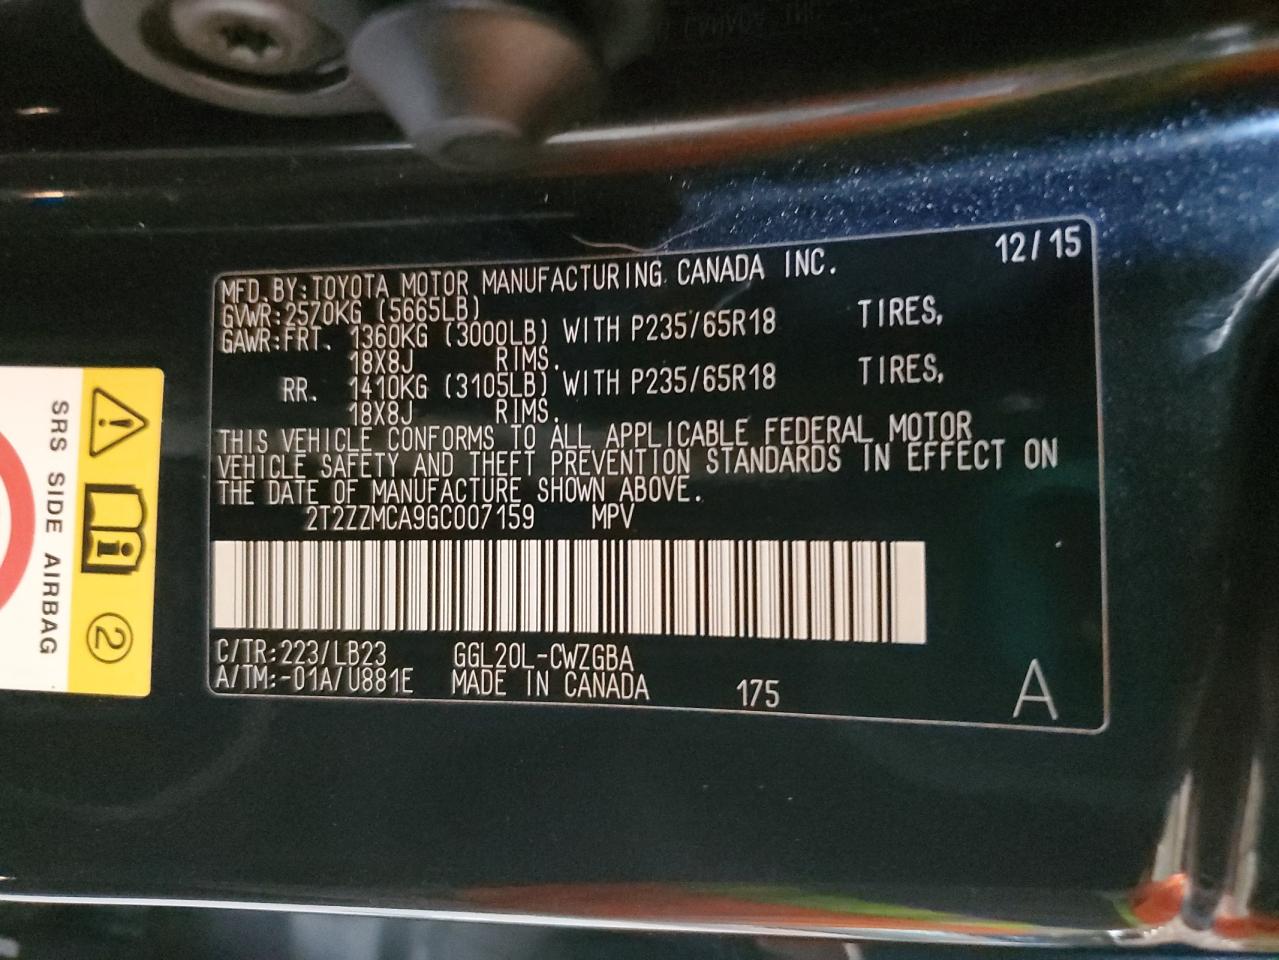 MFD.BY:TOYOTA MOTOR MANUFACTURING CANADA INC. 12/15
GVWR:2570KG (5665LB)
GAWR:FRT. 1360KG (3000LB) WITH P235/65R18 TIRES,
18X8J RIMS.
RR. 1410KG (3105LB) WITH P235/65R18 TIRES,
18X8J RIMS.
THIS VEHICLE CONFORMS TO ALL APPLICABLE FEDERAL MOTOR
VEHICLE SAFETY AND THEFT PREVENTION STANDARDS IN EFFECT ON
THE DATE OF MANUFACTURE SHOWN ABOVE.
2T2ZZMCA9GC007159 MPV
C/TR:223/LB23 GGL20L-CWZGBA
A/TM:-01A/U881E MADE IN CANADA 175 A
SRS SIDE AIRBAG
2